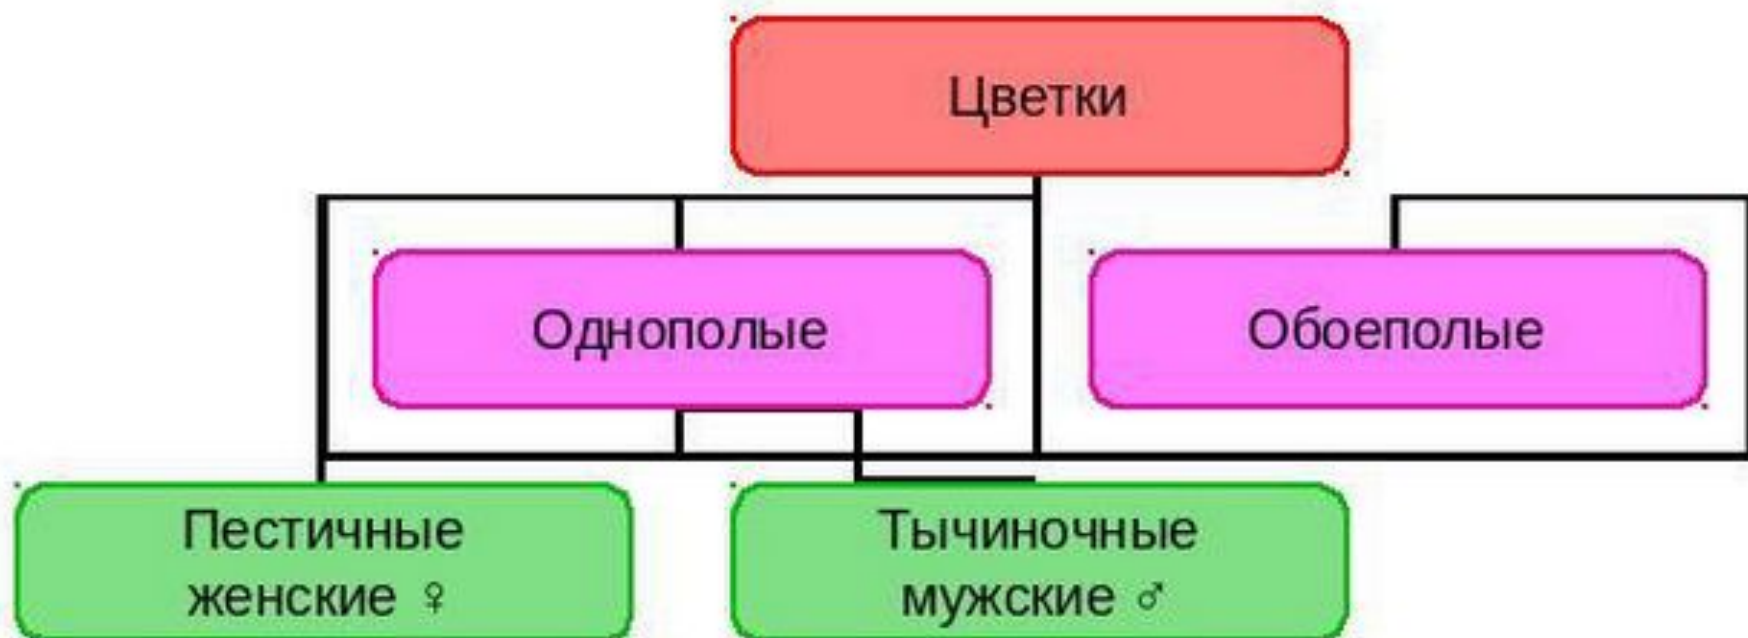 Цветки
Однополые
Обоеполые
Пестичные
женские ♀
Тычиночные
мужские ♂